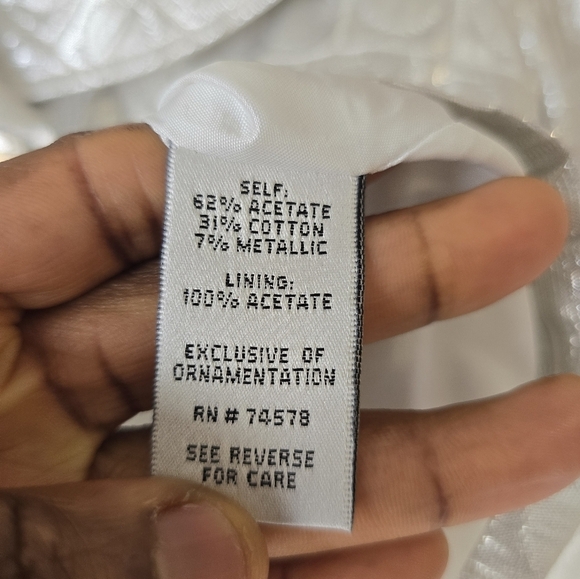 SELF:
62% ACETATE
31% COTTON
7% METALLIC
LINING:
100% ACETATE
EXCLUSIVE OF
ORNAMENTATION
RN # 74578
SEE REVERSE
FOR CARE